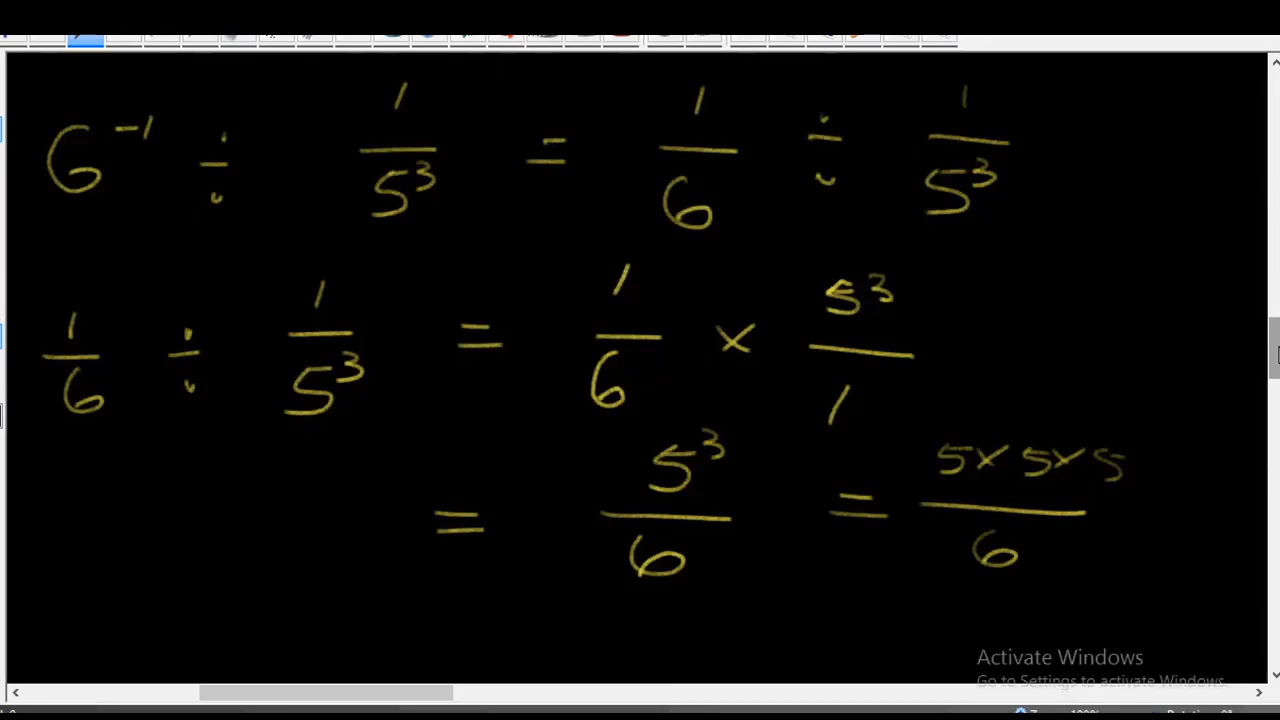 6⁻¹ ÷ 1/5³ = 1/6 ÷ 1/5³
1/6 ÷ 1/5³ = 1/6 × 5³/1
= 5³/6 = 5×5×5/6
Activate Windows
Go to Settings to activate Windows.